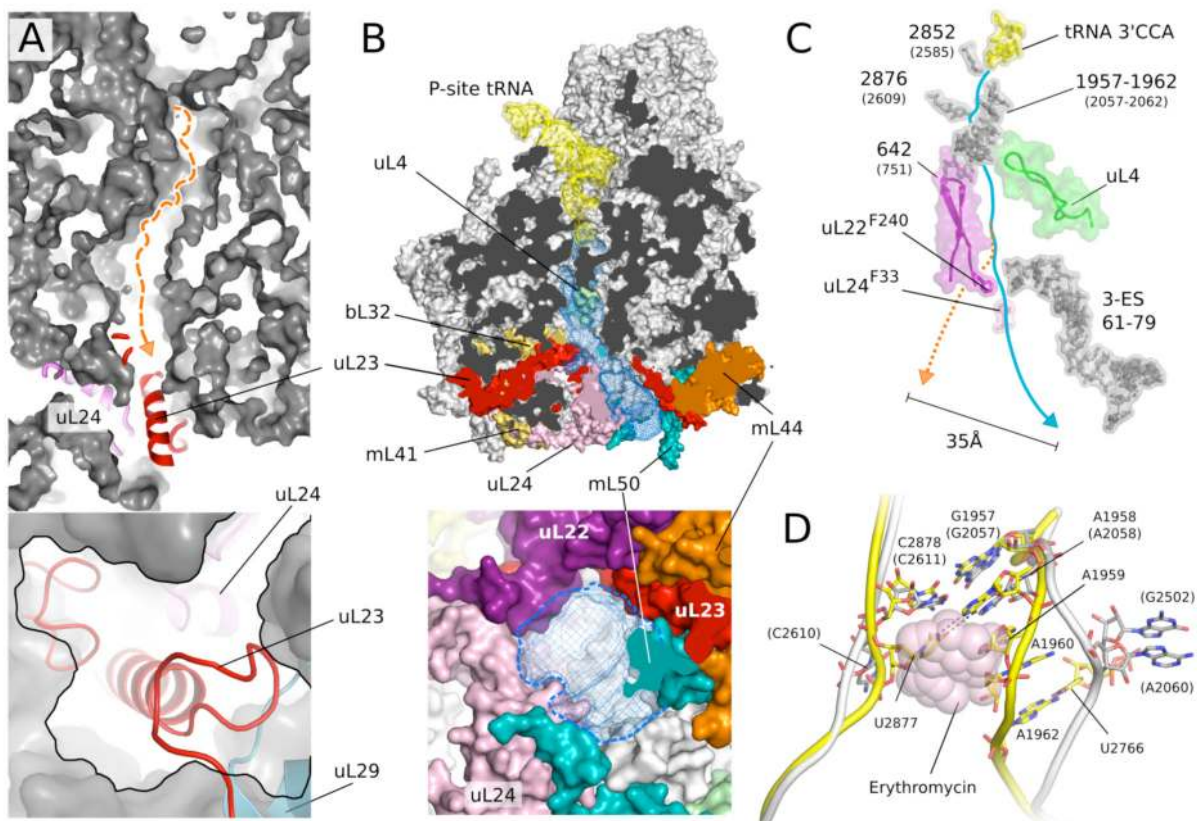 A
uL24
uL24
uL23
uL29
B
P-site tRNA
uL4
bL32
uL23
mL41
uL24
mL50
mL44
uL22
uL23
uL24
C
2852
(2585)
tRNA 3'CCA
2876
(2609)
1957-1962
(2057-2062)
642
(751)
uL4
uL22F240
uL24F33
3-ES
61-79
35Å
D
G1957
(G2057)
A1958
(A2058)
C2878
(C2611)
A1959
(G2502)
(C2610)
A1960
(A2060)
U2877
A1962
U2766
Erythromycin